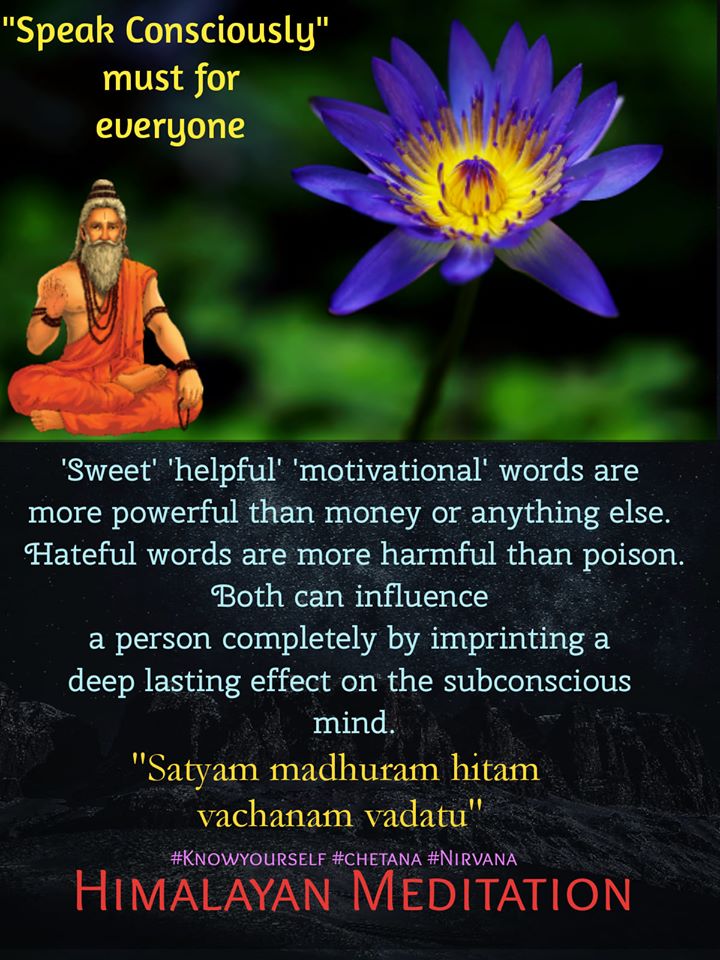 "Speak Consciously"
must for
everyone
'Sweet' 'helpful' 'motivational' words are
more powerful than money or anything else.
Hateful words are more harmful than poison.
Both can influence
a person completely by imprinting a
deep lasting effect on the subconscious
mind.
"Satyam madhuram hitam
vachanam vadatu"
#Knowyourself #chetana #Nirvana
Himalayan Meditation